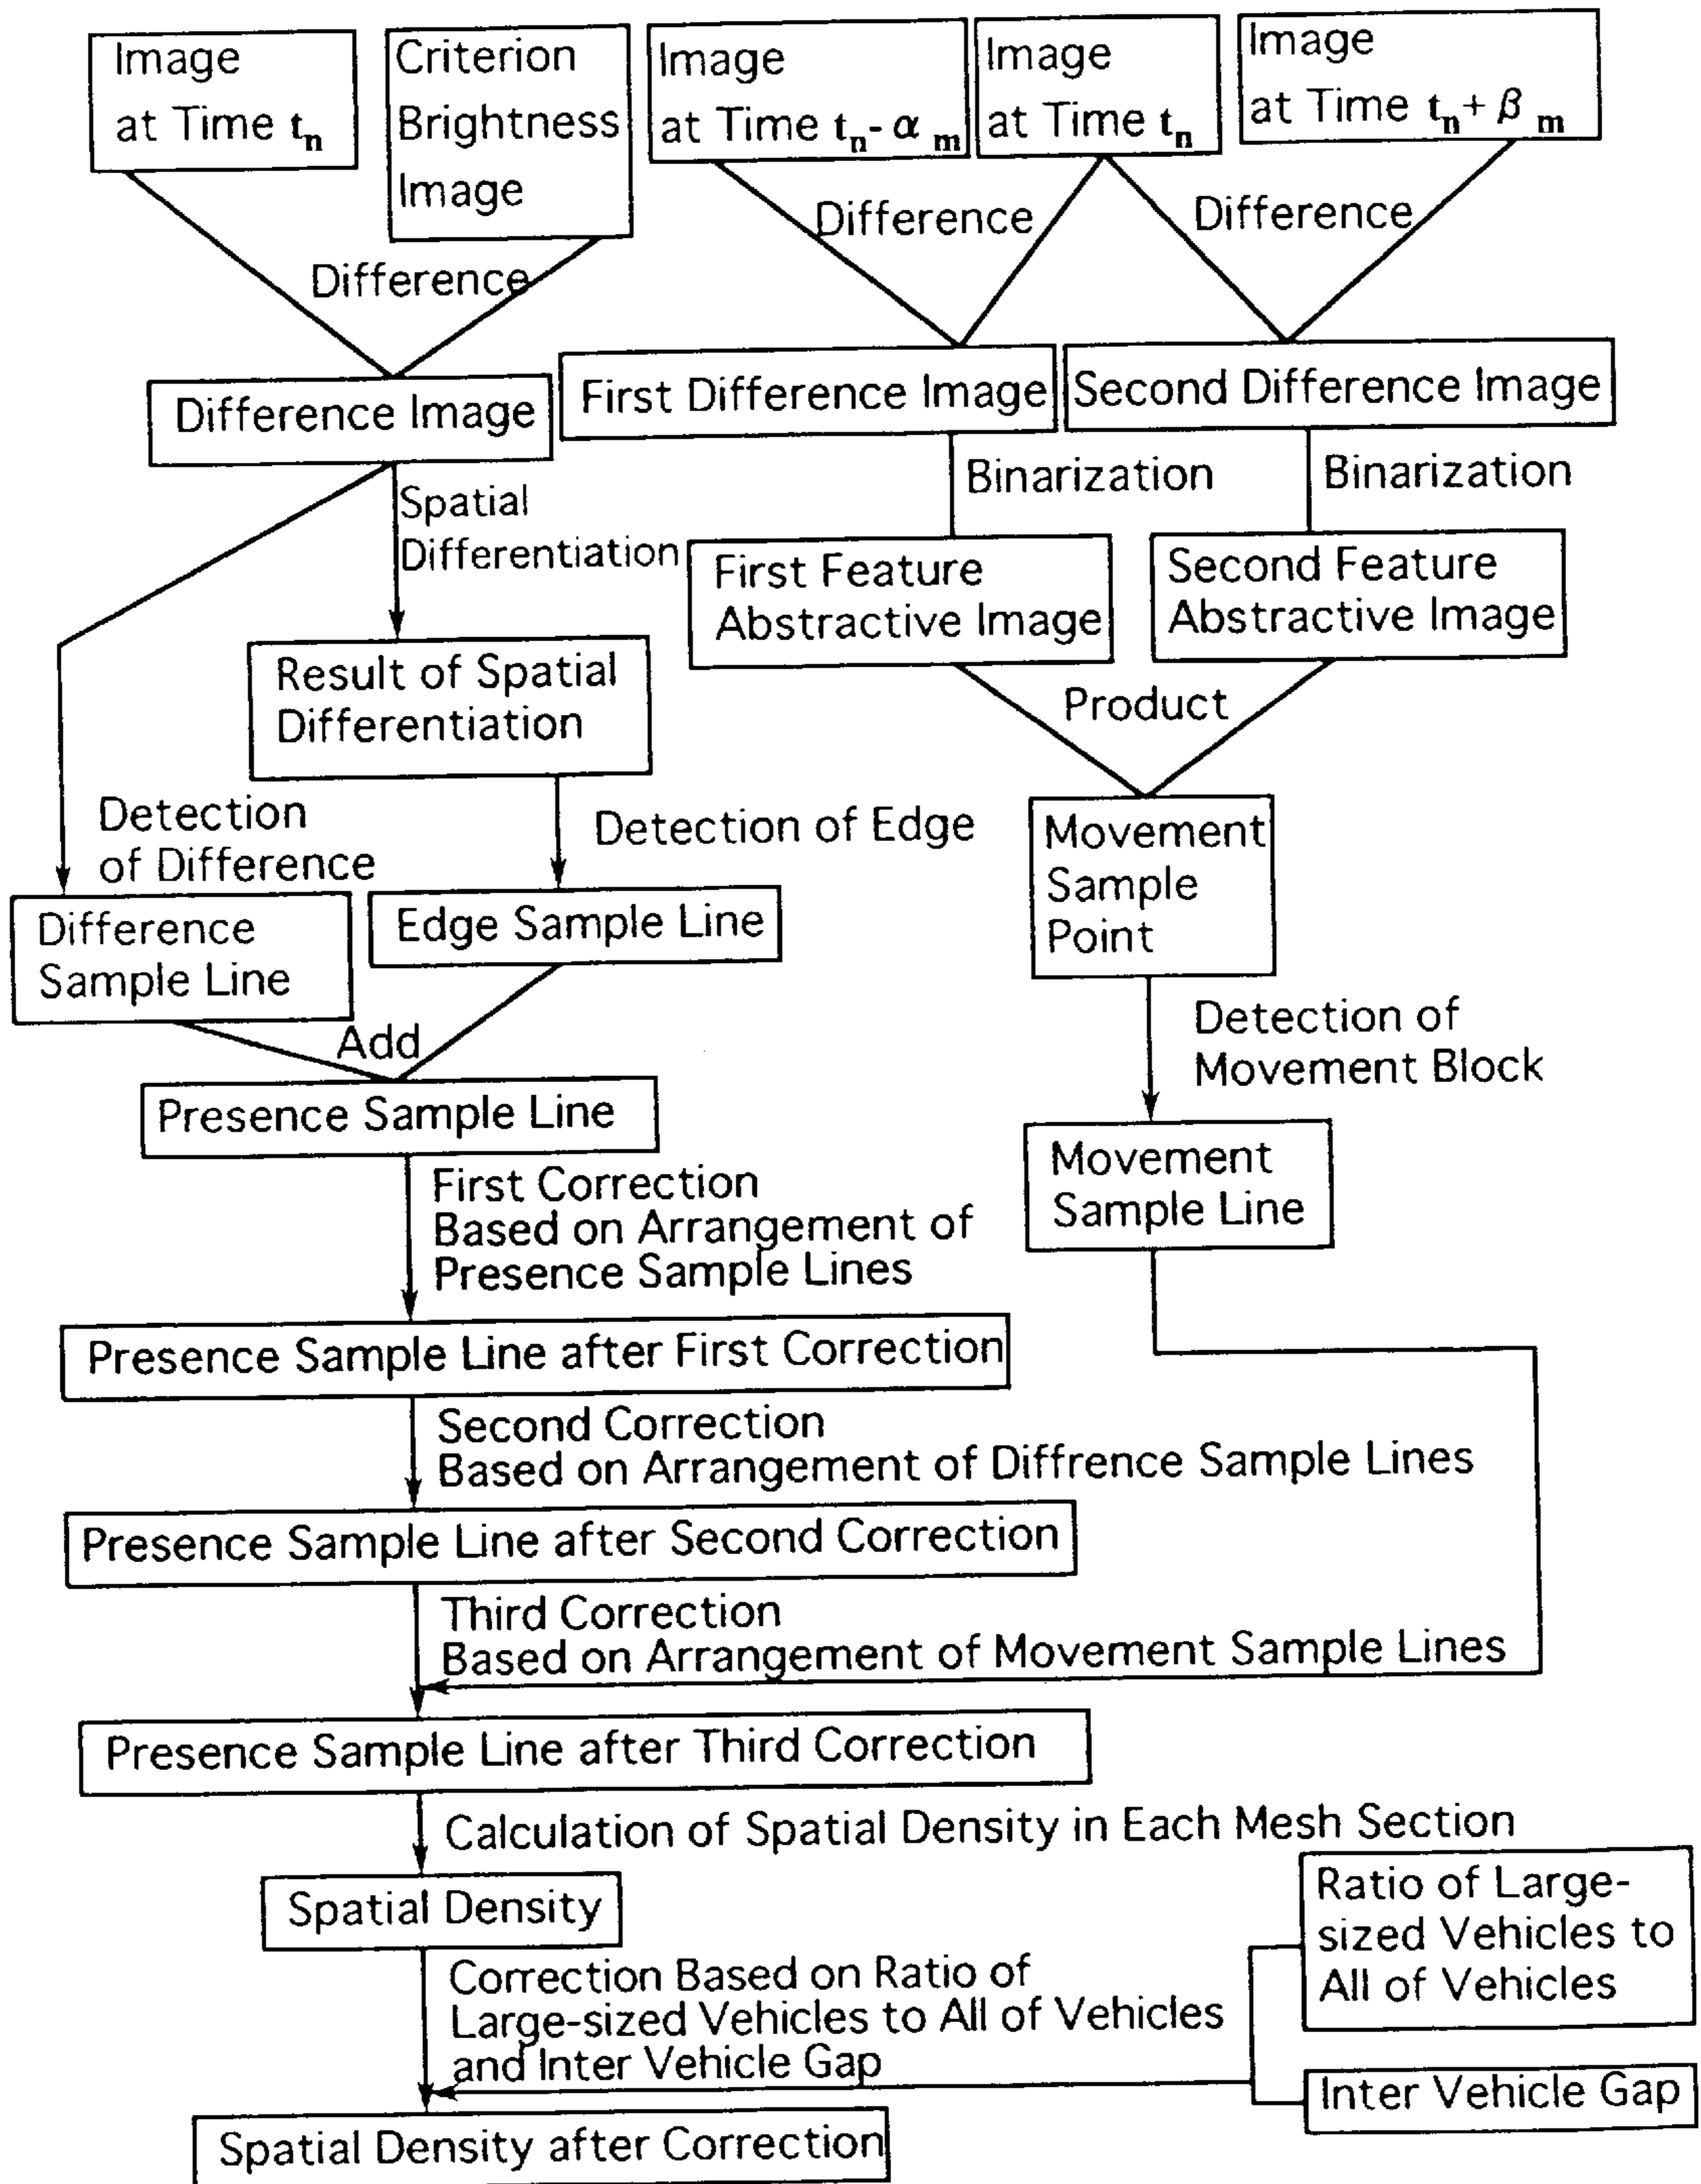 Image
at Time tn
Criterion
Brightness
Image
Image
at Time tn- α m
Image
at Time tn
Image
at Time tn+ β m
Difference
Difference
Difference
Difference Image
First Difference Image
Second Difference Image
Spatial
Differentiation
Binarization
Binarization
First Feature
Abstractive Image
Second Feature
Abstractive Image
Result of Spatial
Differentiation
Product
Detection
of Difference
Detection of Edge
Movement
Sample
Point
Difference
Sample Line
Edge Sample Line
Add
Detection of
Movement Block
Presence Sample Line
Movement
Sample Line
First Correction
Based on Arrangement of
Presence Sample Lines
Presence Sample Line after First Correction
Second Correction
Based on Arrangement of Diffrence Sample Lines
Presence Sample Line after Second Correction
Third Correction
Based on Arrangement of Movement Sample Lines
Presence Sample Line after Third Correction
Calculation of Spatial Density in Each Mesh Section
Spatial Density
Ratio of Large-
sized Vehicles to
All of Vehicles
Correction Based on Ratio of
Large-sized Vehicles to All of Vehicles
and Inter Vehicle Gap
Inter Vehicle Gap
Spatial Density after Correction